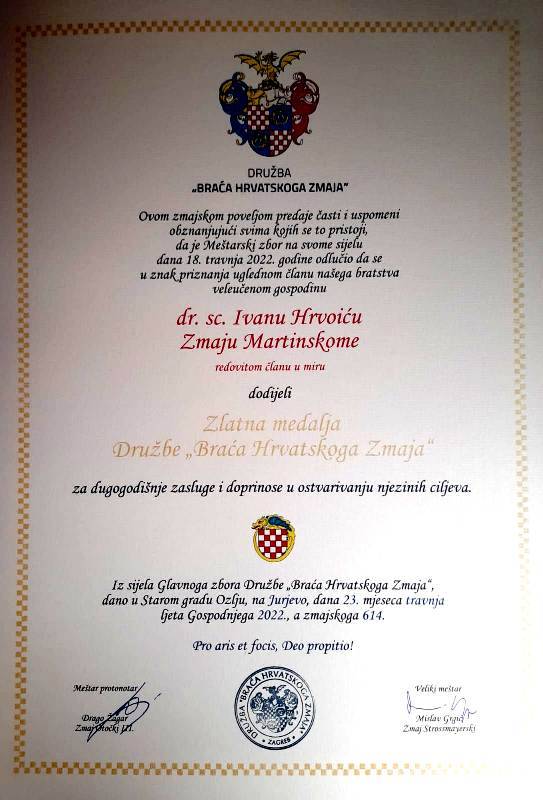 DRUŽBA
„BRAĆA HRVATSKOGA ZMAJA“
Ovom zmajskom poveljom predaje časti i uspomeni
obznanjujući svima kojih se to pristoji,
da je Meštarski zbor na svome sijelu
dana 18. travnja 2022. godine odlučio da se
u znak priznanja uglednom članu našega bratstva
veleučenom gospodinu
dr. sc. Ivanu Hrvoiću
Zmaju Martinskome
redovitom članu u miru
dodijeli
Zlatna medalja
Družbe „Braća Hrvatskoga Zmaja“
za dugogodišnje zasluge i doprinose u ostvarivanju njezinih ciljeva.
Iz sijela Glavnoga zbora Družbe „Braća Hrvatskoga Zmaja“,
dano u Starom gradu Ozlju, na Jurjevo, dana 23. mjeseca travnja
ljeta Gospodnjega 2022., a zmajskoga 614.
Pro aris et focis, Deo propitio!
Meštar protonotar
Drago Žagar
Zmaj Otočki III.
DRUŽBA "BRAĆA HRVATSKOGA ZMAJA"
• ZAGREB •
Veliki meštar
Mislav Grgić
Zmaj Strossmayerski